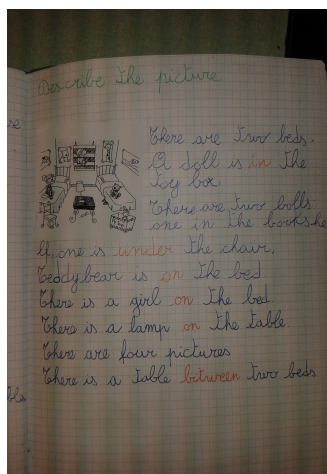 Describe the picture
There are two beds.
A doll is in the
toy box.
There are two balls
one in the bookshe
one is under the chair.
Teddy bear is on the bed
There is a girl on the bed.
There is a lamp on the table.
There are four pictures
There is a table between two beds